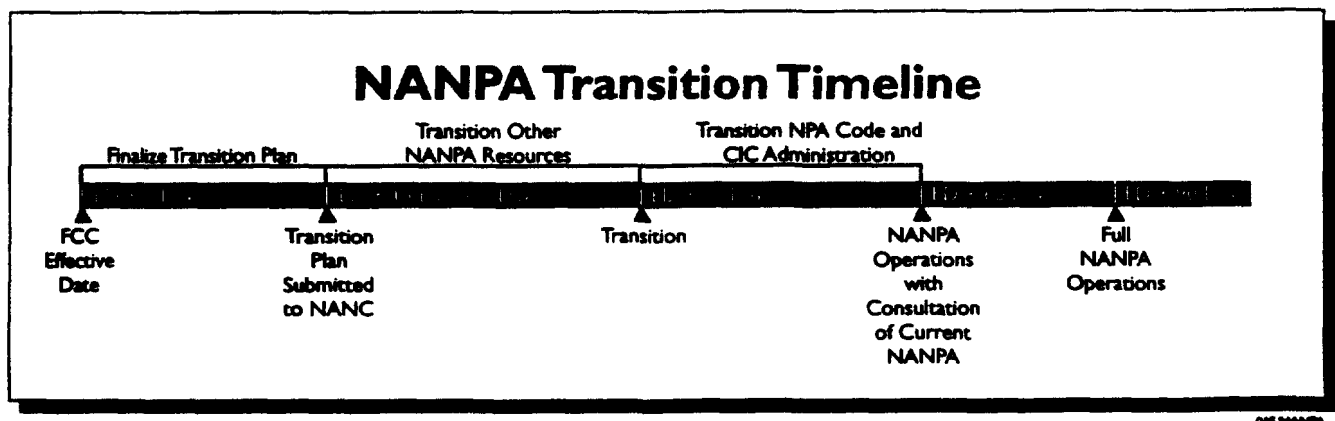 NANPA Transition Timeline
Finalize Transition Plan
Transition Other
NANPA Resources
Transition NPA Code and
CIC Administration
FCC
Effective
Date
Transition
Plan
Submitted
to NANC
Transition
NANPA
Operations
with
Consultation
of Current
NANPA
Full
NANPA
Operations